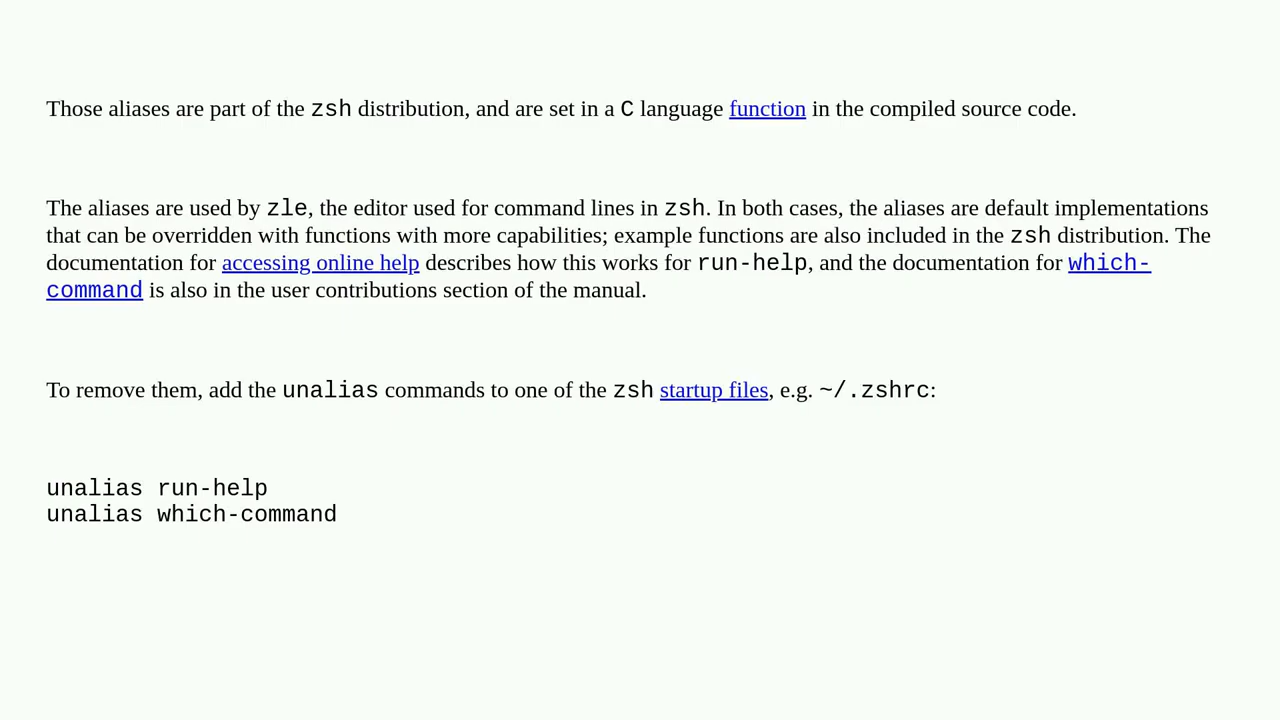 Those aliases are part of the zsh distribution, and are set in a C language function in the compiled source code.
The aliases are used by zle, the editor used for command lines in zsh. In both cases, the aliases are default implementations
that can be overridden with functions with more capabilities; example functions are also included in the zsh distribution. The
documentation for accessing online help describes how this works for run-help, and the documentation for which-
command is also in the user contributions section of the manual.
To remove them, add the unalias commands to one of the zsh startup files, e.g. ~/.zshrc:
unalias run-help
unalias which-command